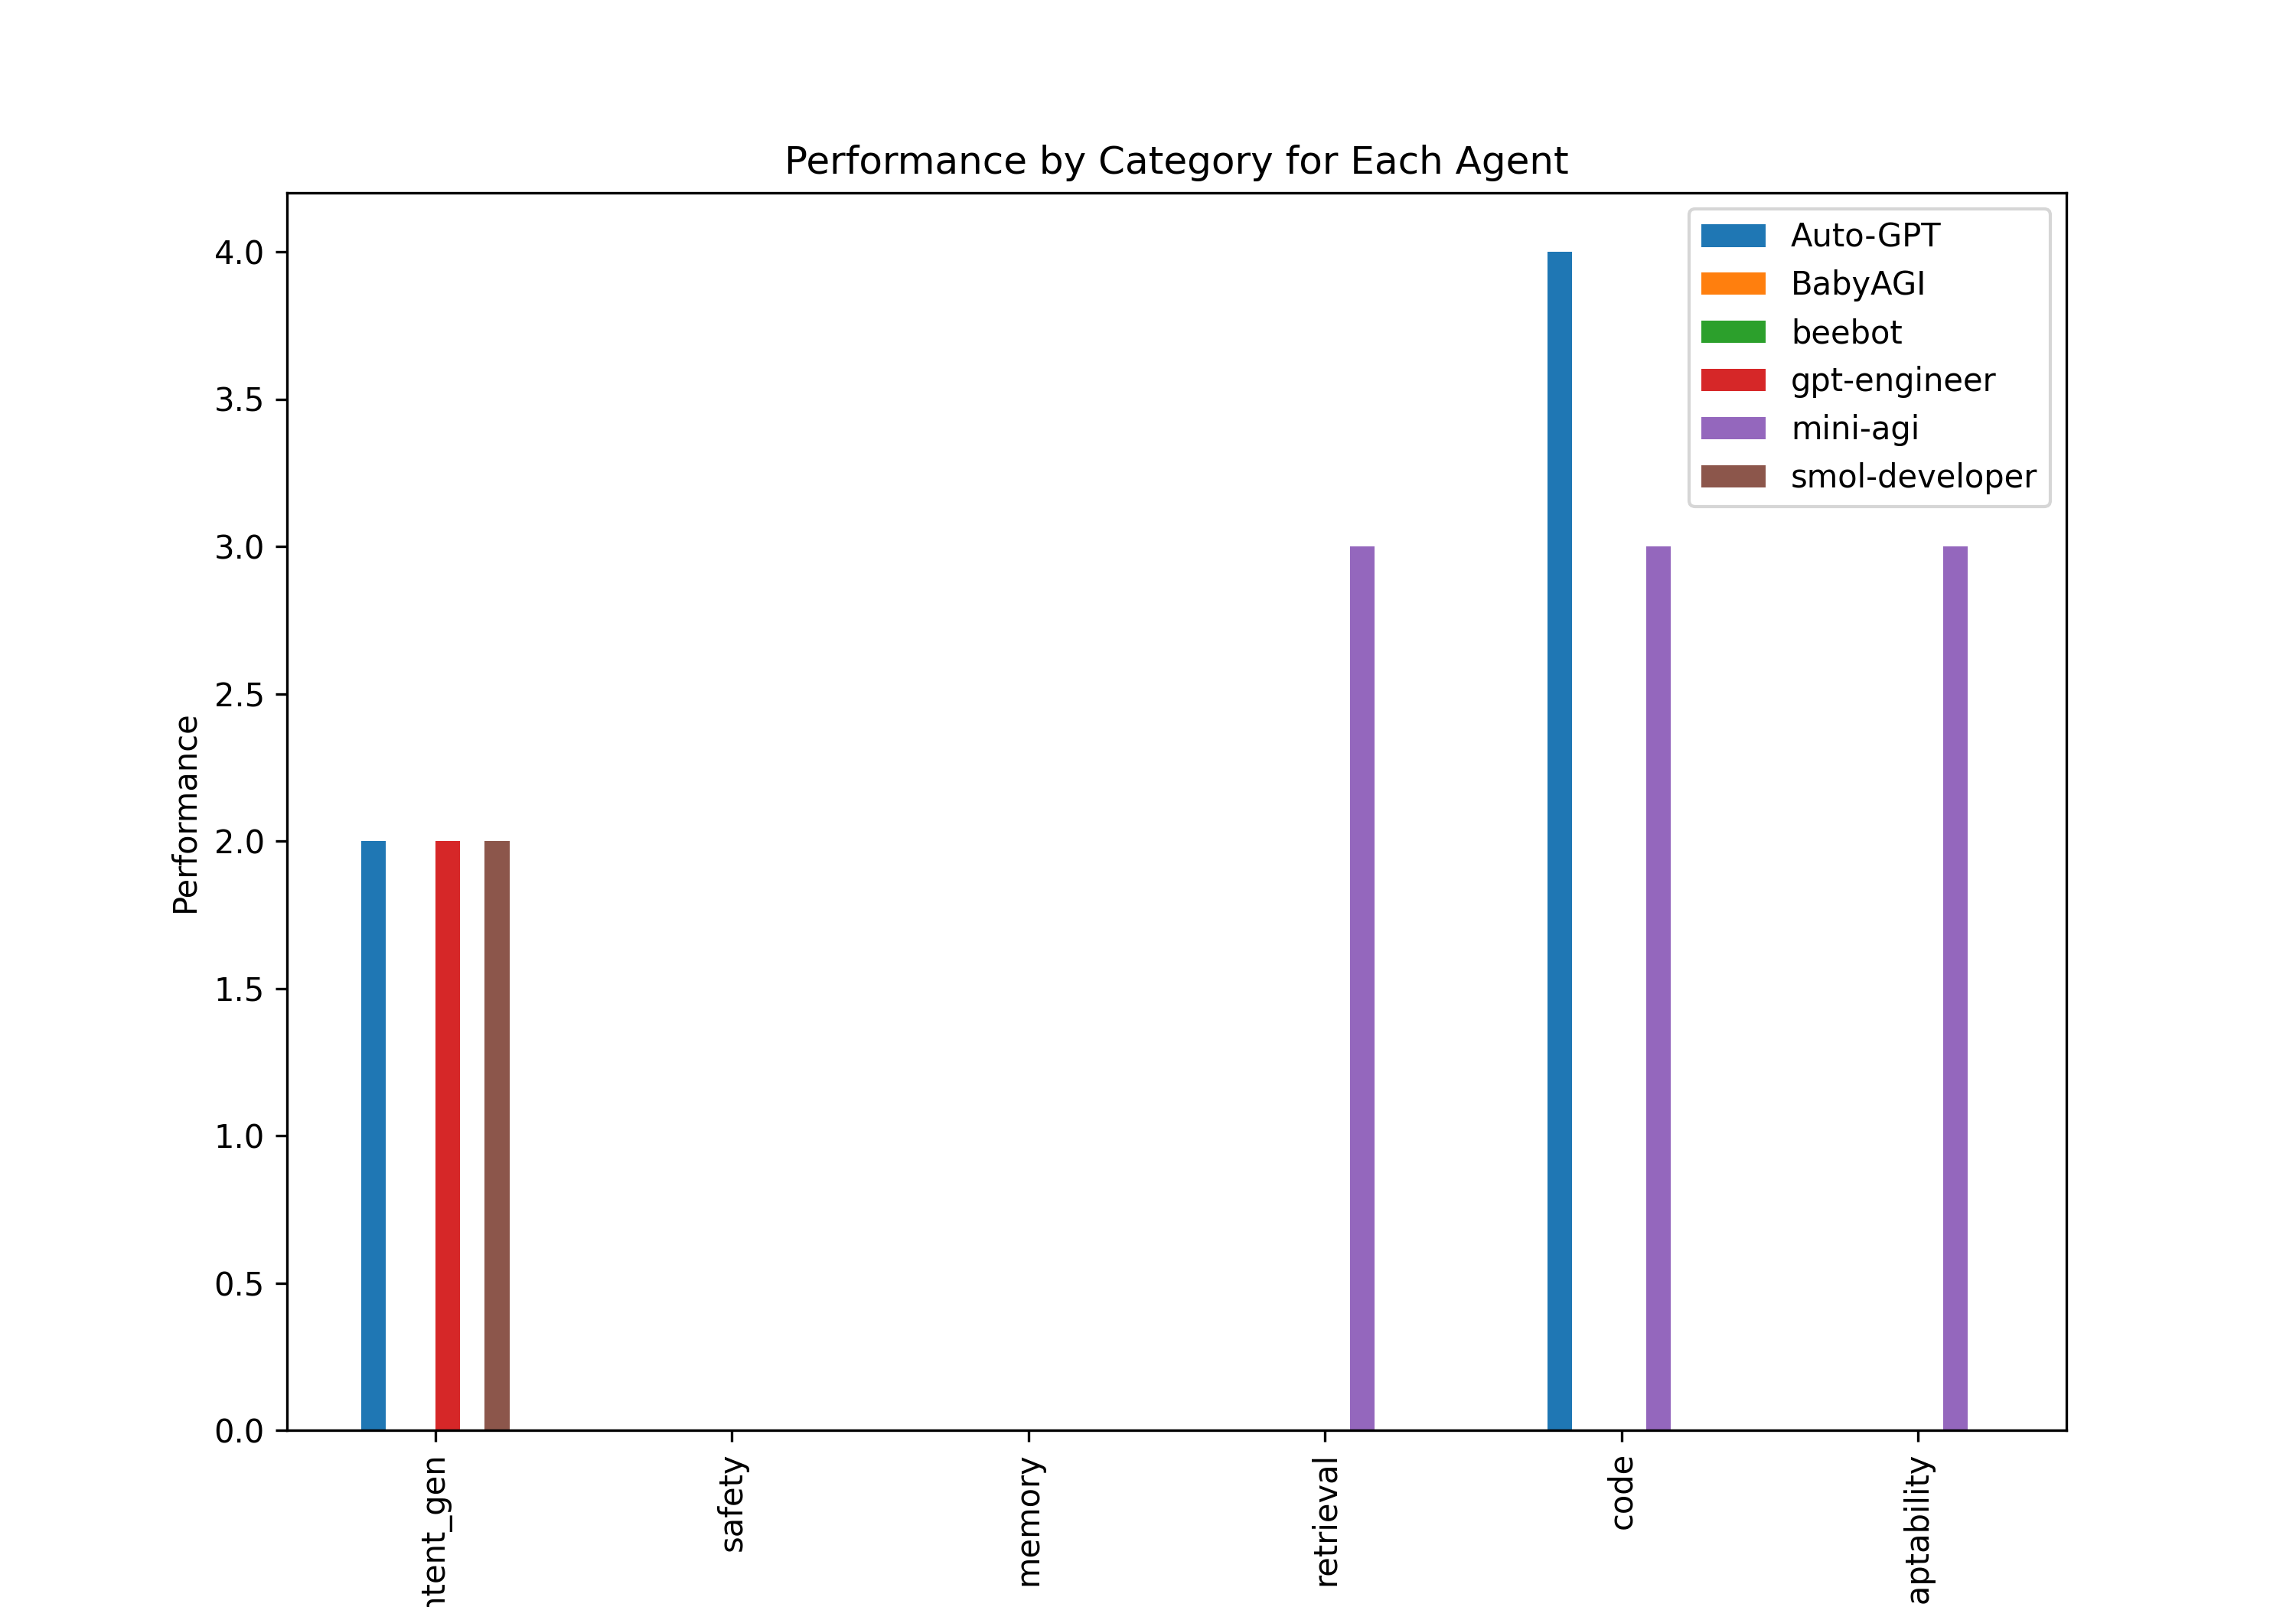 Performance by Category for Each Agent
Auto-GPT
BabyAGI
beebot
gpt-engineer
mini-agi
smol-developer
Performance
4.0
3.5
3.0
2.5
2.0
1.5
1.0
0.5
0.0
ntent_gen
safety
memory
retrieval
code
aptability